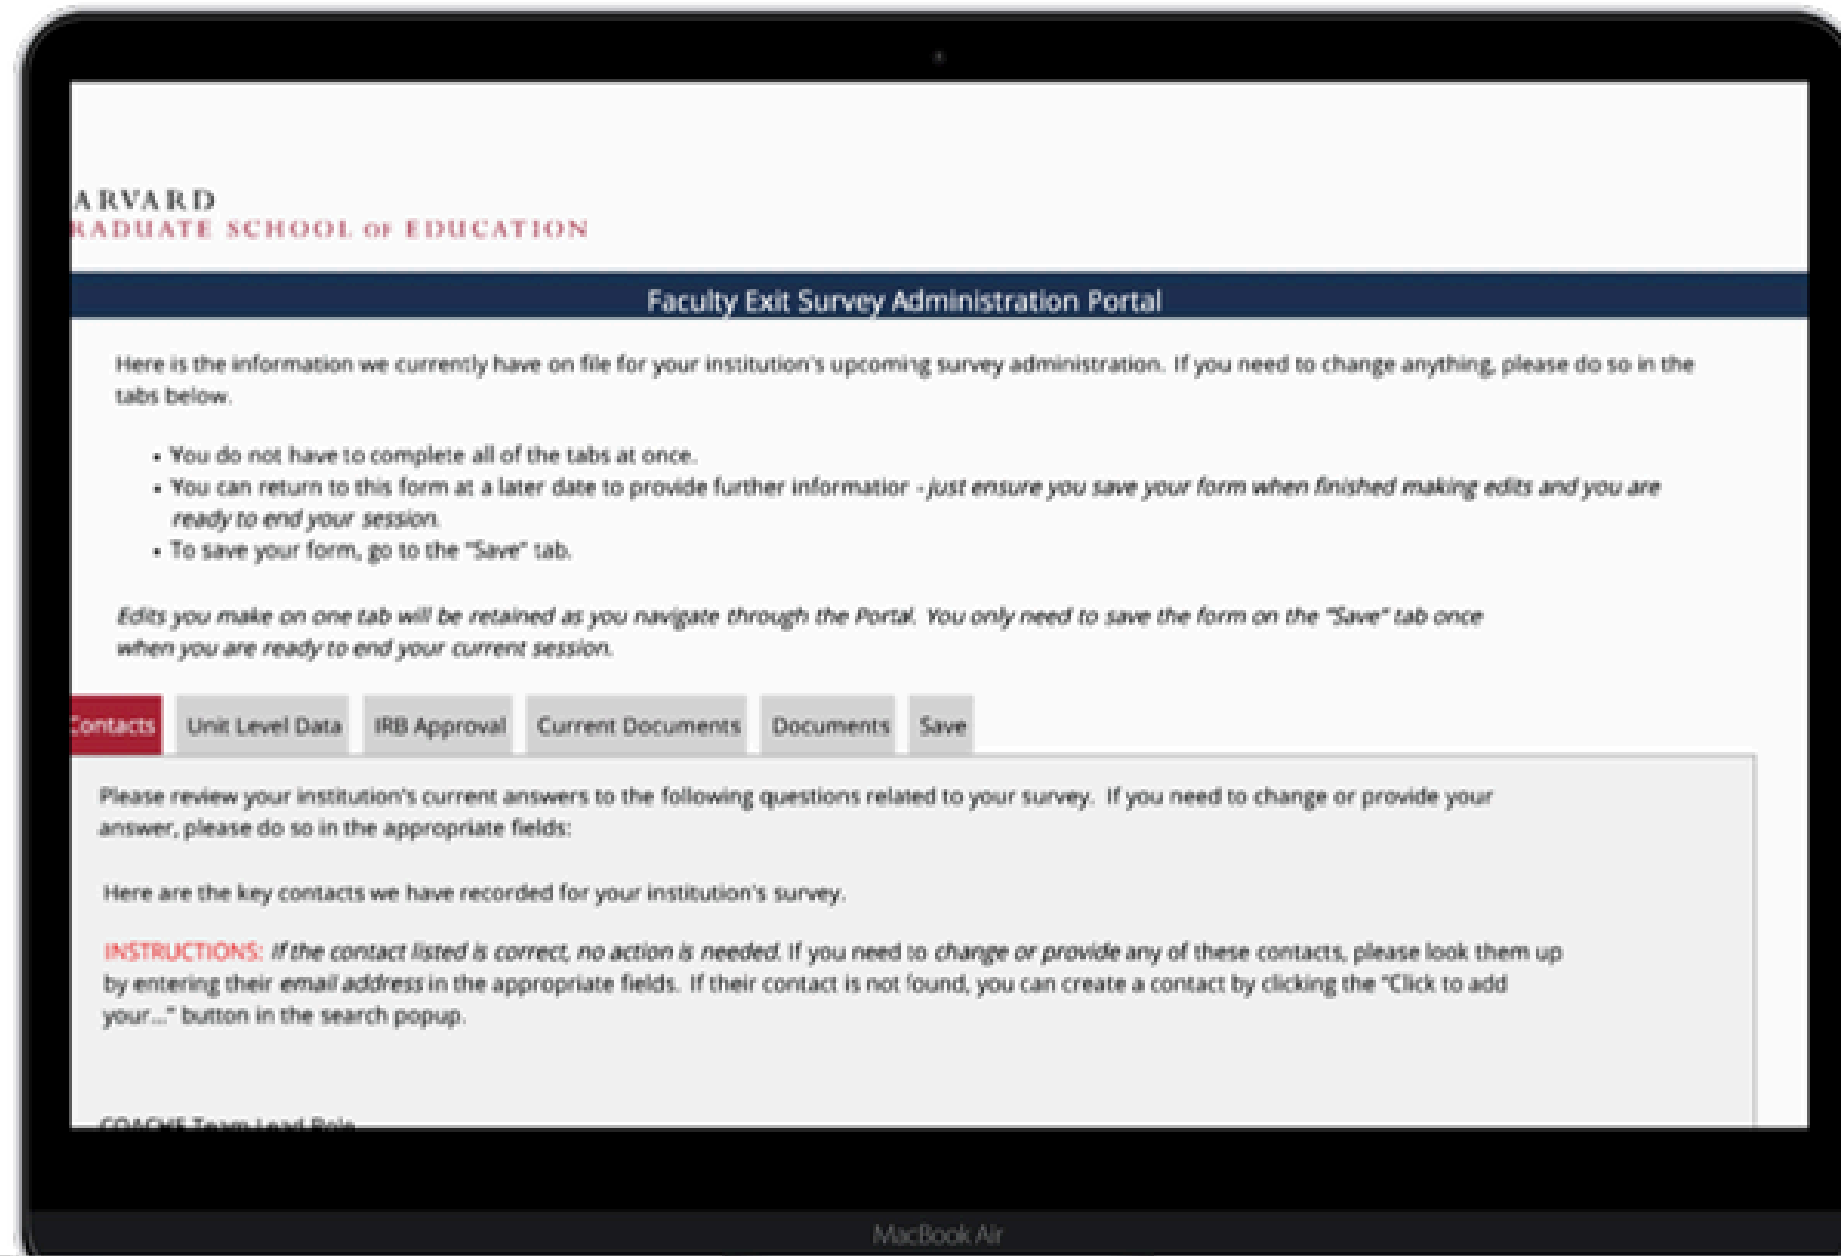 ARVARD
RADUATE SCHOOL OF EDUCATION
Faculty Exit Survey Administration Portal
Here is the information we currently have on file for your institution's upcoming survey administration. If you need to change anything, please do so in the
tabs below.
• You do not have to complete all of the tabs at once.
• You can return to this form at a later date to provide further informatior - just ensure you save your form when finished making edits and you are
ready to end your session.
• To save your form, go to the "Save" tab.
Edits you make on one tab will be retained as you navigate through the Portal. You only need to save the form on the "Save" tab once
when you are ready to end your current session.
Contacts Unit Level Data IRB Approval Current Documents Documents Save
Please review your institution's current answers to the following questions related to your survey. If you need to change or provide your
answer, please do so in the appropriate fields:
Here are the key contacts we have recorded for your institution's survey.
INSTRUCTIONS: If the contact listed is correct, no action is needed. If you need to change or provide any of these contacts, please look them up
by entering their email address in the appropriate fields. If their contact is not found, you can create a contact by clicking the "Click to add
your..." button in the search popup.
COACHE Team Lead Role
MacBook Air